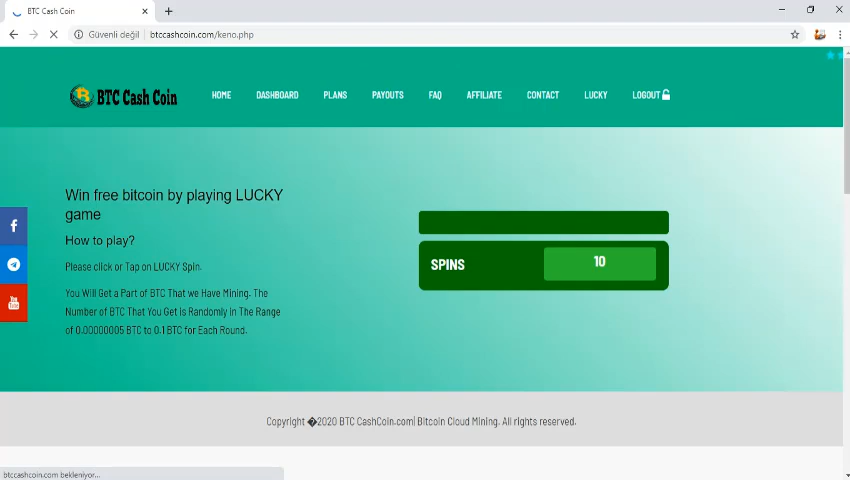 BTC Cash Coin
Güvenli değil
btccashcoin.com/keno.php
BTC Cash Coin
HOME
DASHBOARD
PLANS
PAYOUTS
FAQ
AFFILIATE
CONTACT
LUCKY
LOGOUT
Win free bitcoin by playing LUCKY
game
How to play?
Please click or Tap on LUCKY Spin.
You Will Get a Part of BTC That we Have Mining. The
Number of BTC That You Get is Randomly in The Range
of 0.00000005 BTC to 0.1 BTC for Each Round.
SPINS
10
Copyright �2020 BTC CashCoin.com| Bitcoin Cloud Mining. All rights reserved.
btccashcoin.com bekleniyor...